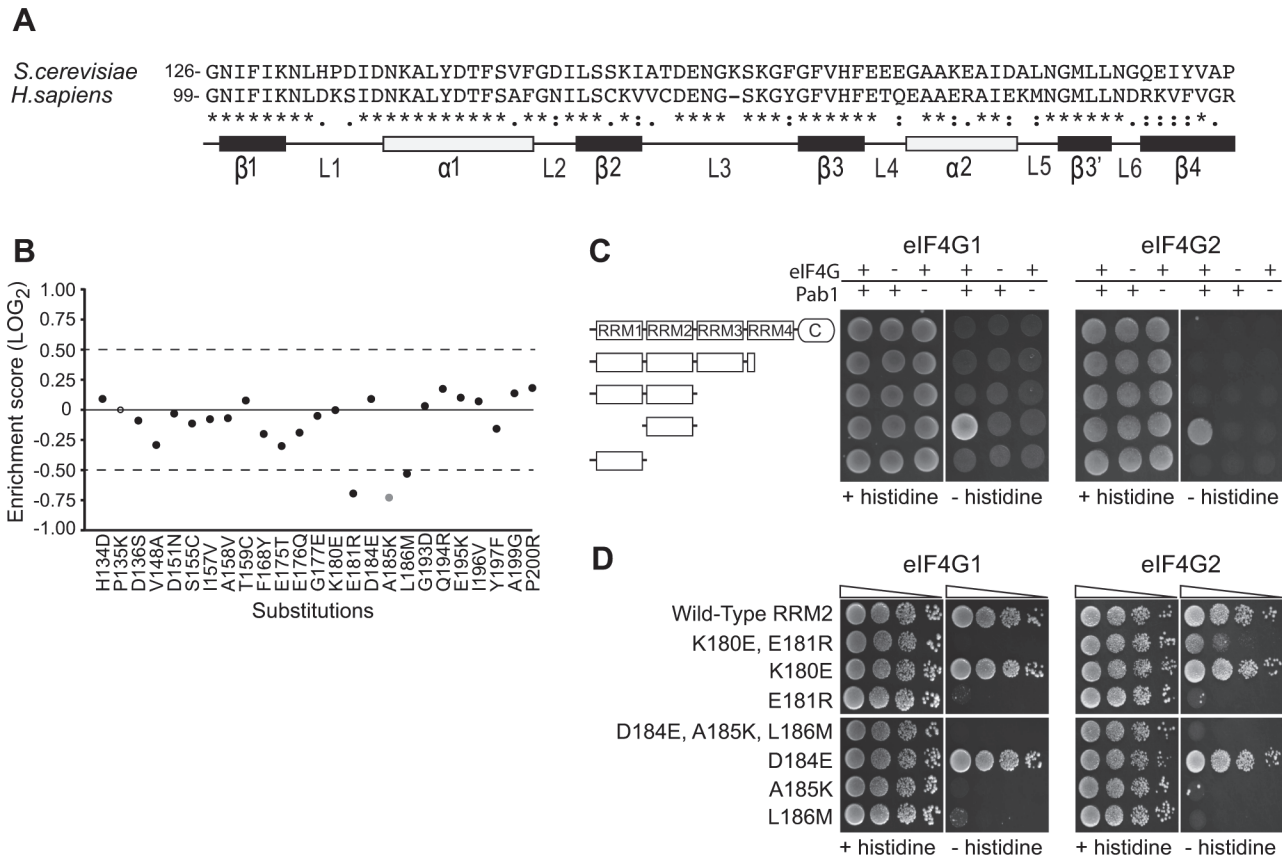 A
S.cerevisiae 126- GNIFIKNLHPDIDNKALYDTFSVFGDILSSKIATDENGKSKGFGFVHFEEEGAAKEAIDALNGMLLNGQEIYVAP
H.sapiens 99- GNIFIKNLDKSIDNKALYDTFSAFGNILSCKVVCDENG-SKGYGFVHFETQEAAERAIEKMNGMLLNDRKVFVGR
********. .***********.**:*** *:. **** ***:***** : **:.**: :******.::::*.
β1 L1 α1 L2 β2 L3 β3 L4 α2 L5 β3' L6 β4
B
Enrichment score (LOG2)
1.00
0.75
0.50
0.25
0
-0.25
-0.50
-0.75
-1.00
H134D P135K D136S V148A D151N S155C I157V A158V T159C F168Y E175T E176Q G177E K180E E181R D184E A185K L186M G193D Q194R E195K I196V Y197F A199G P200R
Substitutions
C
eIF4G1 eIF4G2
eIF4G + - + + - + + - + + - +
Pab1 + + - + + - + + - + + -
RRM1 RRM2 RRM3 RRM4 C
+ histidine - histidine + histidine - histidine
D
eIF4G1 eIF4G2
Wild-Type RRM2
K180E, E181R
K180E
E181R
D184E, A185K, L186M
D184E
A185K
L186M
+ histidine - histidine + histidine - histidine